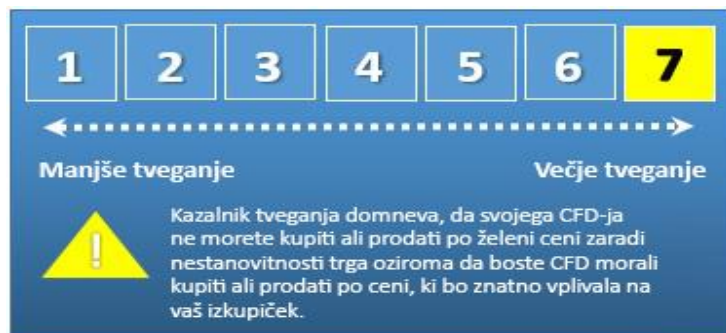 1 2 3 4 5 6 7
Manjše tveganje Večje tveganje
!
Kazalnik tveganja domneva, da svojega CFD-ja
ne morete kupiti ali prodati po želeni ceni zaradi
nestanovitnosti trga oziroma da boste CFD morali
kupiti ali prodati po ceni, ki bo znatno vplivala na
vaš izkupiček.